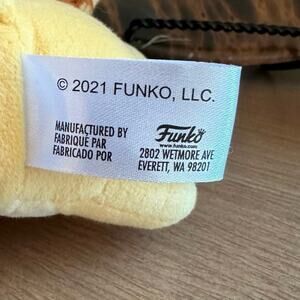 © 2021 FUNKO, LLC.
MANUFACTURED BY
FABRIQUÉ PAR
FABRICADO POR
Funko
www.funko.com
2802 WETMORE AVE
EVERETT, WA 98201